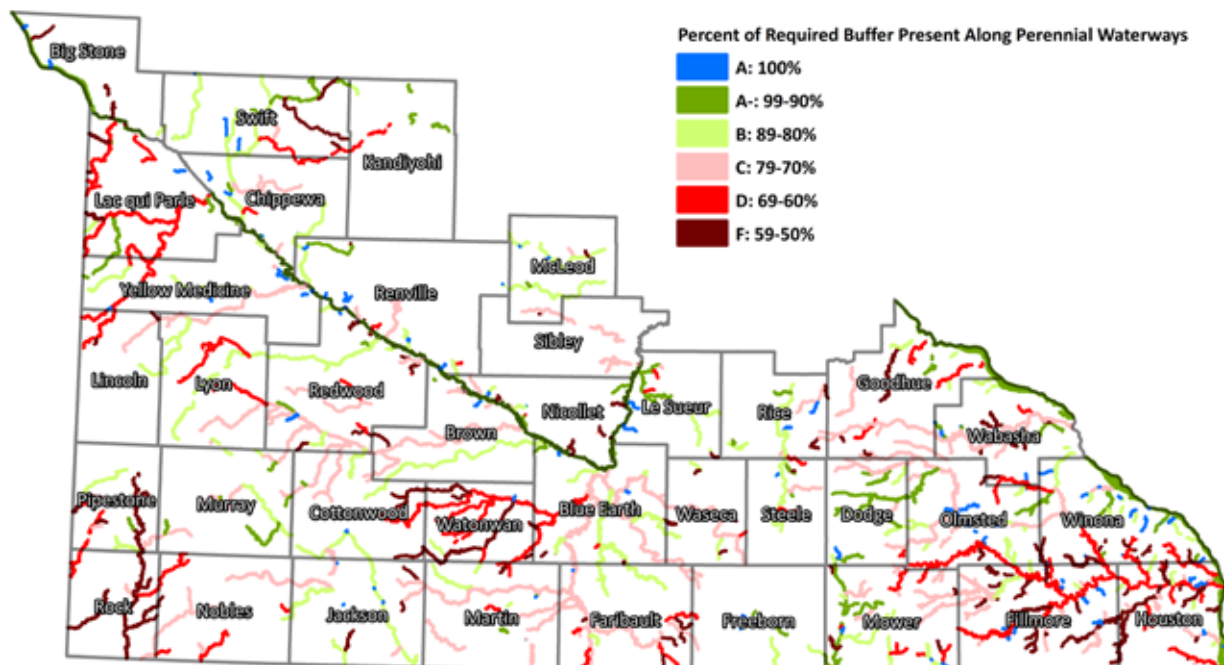 Percent of Required Buffer Present Along Perennial Waterways
A: 100%
A-: 99-90%
B: 89-80%
C: 79-70%
D: 69-60%
F: 59-50%
Big Stone
Swift
Kandiyohi
Lac qui Parle
Chippewa
McLeod
Yellow Medicine
Renville
Sibley
Lincoln
Lyon
Redwood
Nicollet
Le Sueur
Rice
Goodhue
Brown
Wabasha
Pipestone
Murray
Cottonwood
Watonwan
Blue Earth
Waseca
Steele
Dodge
Olmsted
Winona
Rock
Nobles
Jackson
Martin
Faribault
Freeborn
Mower
Fillmore
Houston